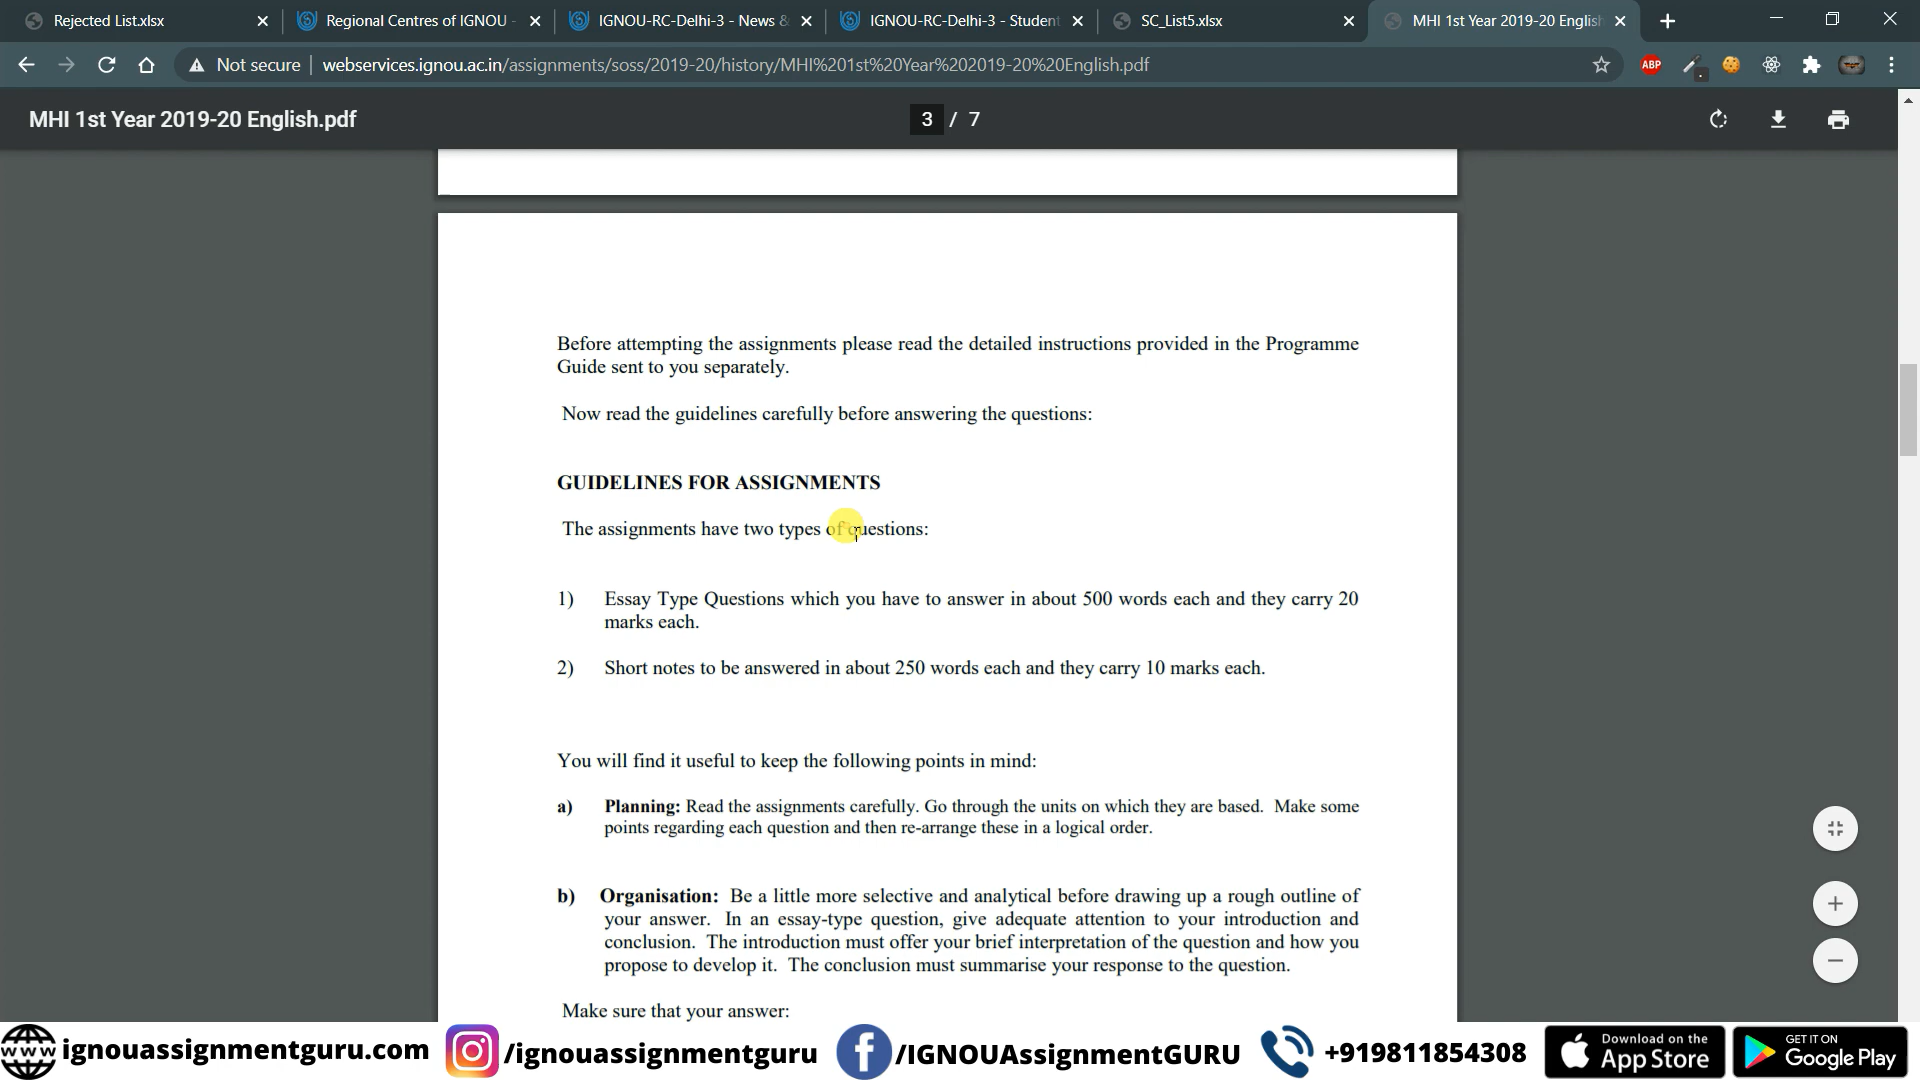 Rejected List.xlsx
Regional Centres of IGNOU -
IGNOU-RC-Delhi-3 - News &
IGNOU-RC-Delhi-3 - Student
SC_List5.xlsx
MHI 1st Year 2019-20 English
Not secure
webservices.ignou.ac.in/assignments/soss/2019-20/history/MHI%201st%20Year%202019-20%20English.pdf
ABP
MHI 1st Year 2019-20 English.pdf
3 / 7
Before attempting the assignments please read the detailed instructions provided in the Programme
Guide sent to you separately.
Now read the guidelines carefully before answering the questions:
GUIDELINES FOR ASSIGNMENTS
The assignments have two types of questions:
1) Essay Type Questions which you have to answer in about 500 words each and they carry 20
marks each.
2) Short notes to be answered in about 250 words each and they carry 10 marks each.
You will find it useful to keep the following points in mind:
a) Planning: Read the assignments carefully. Go through the units on which they are based. Make some
points regarding each question and then re-arrange these in a logical order.
b) Organisation: Be a little more selective and analytical before drawing up a rough outline of
your answer. In an essay-type question, give adequate attention to your introduction and
conclusion. The introduction must offer your brief interpretation of the question and how you
propose to develop it. The conclusion must summarise your response to the question.
Make sure that your answer:
www
ignouassignmentguru.com
/ignouassignmentguru
/IGNOUAssignmentGURU
+919811854308
Download on the
App Store
GET IT ON
Google Play